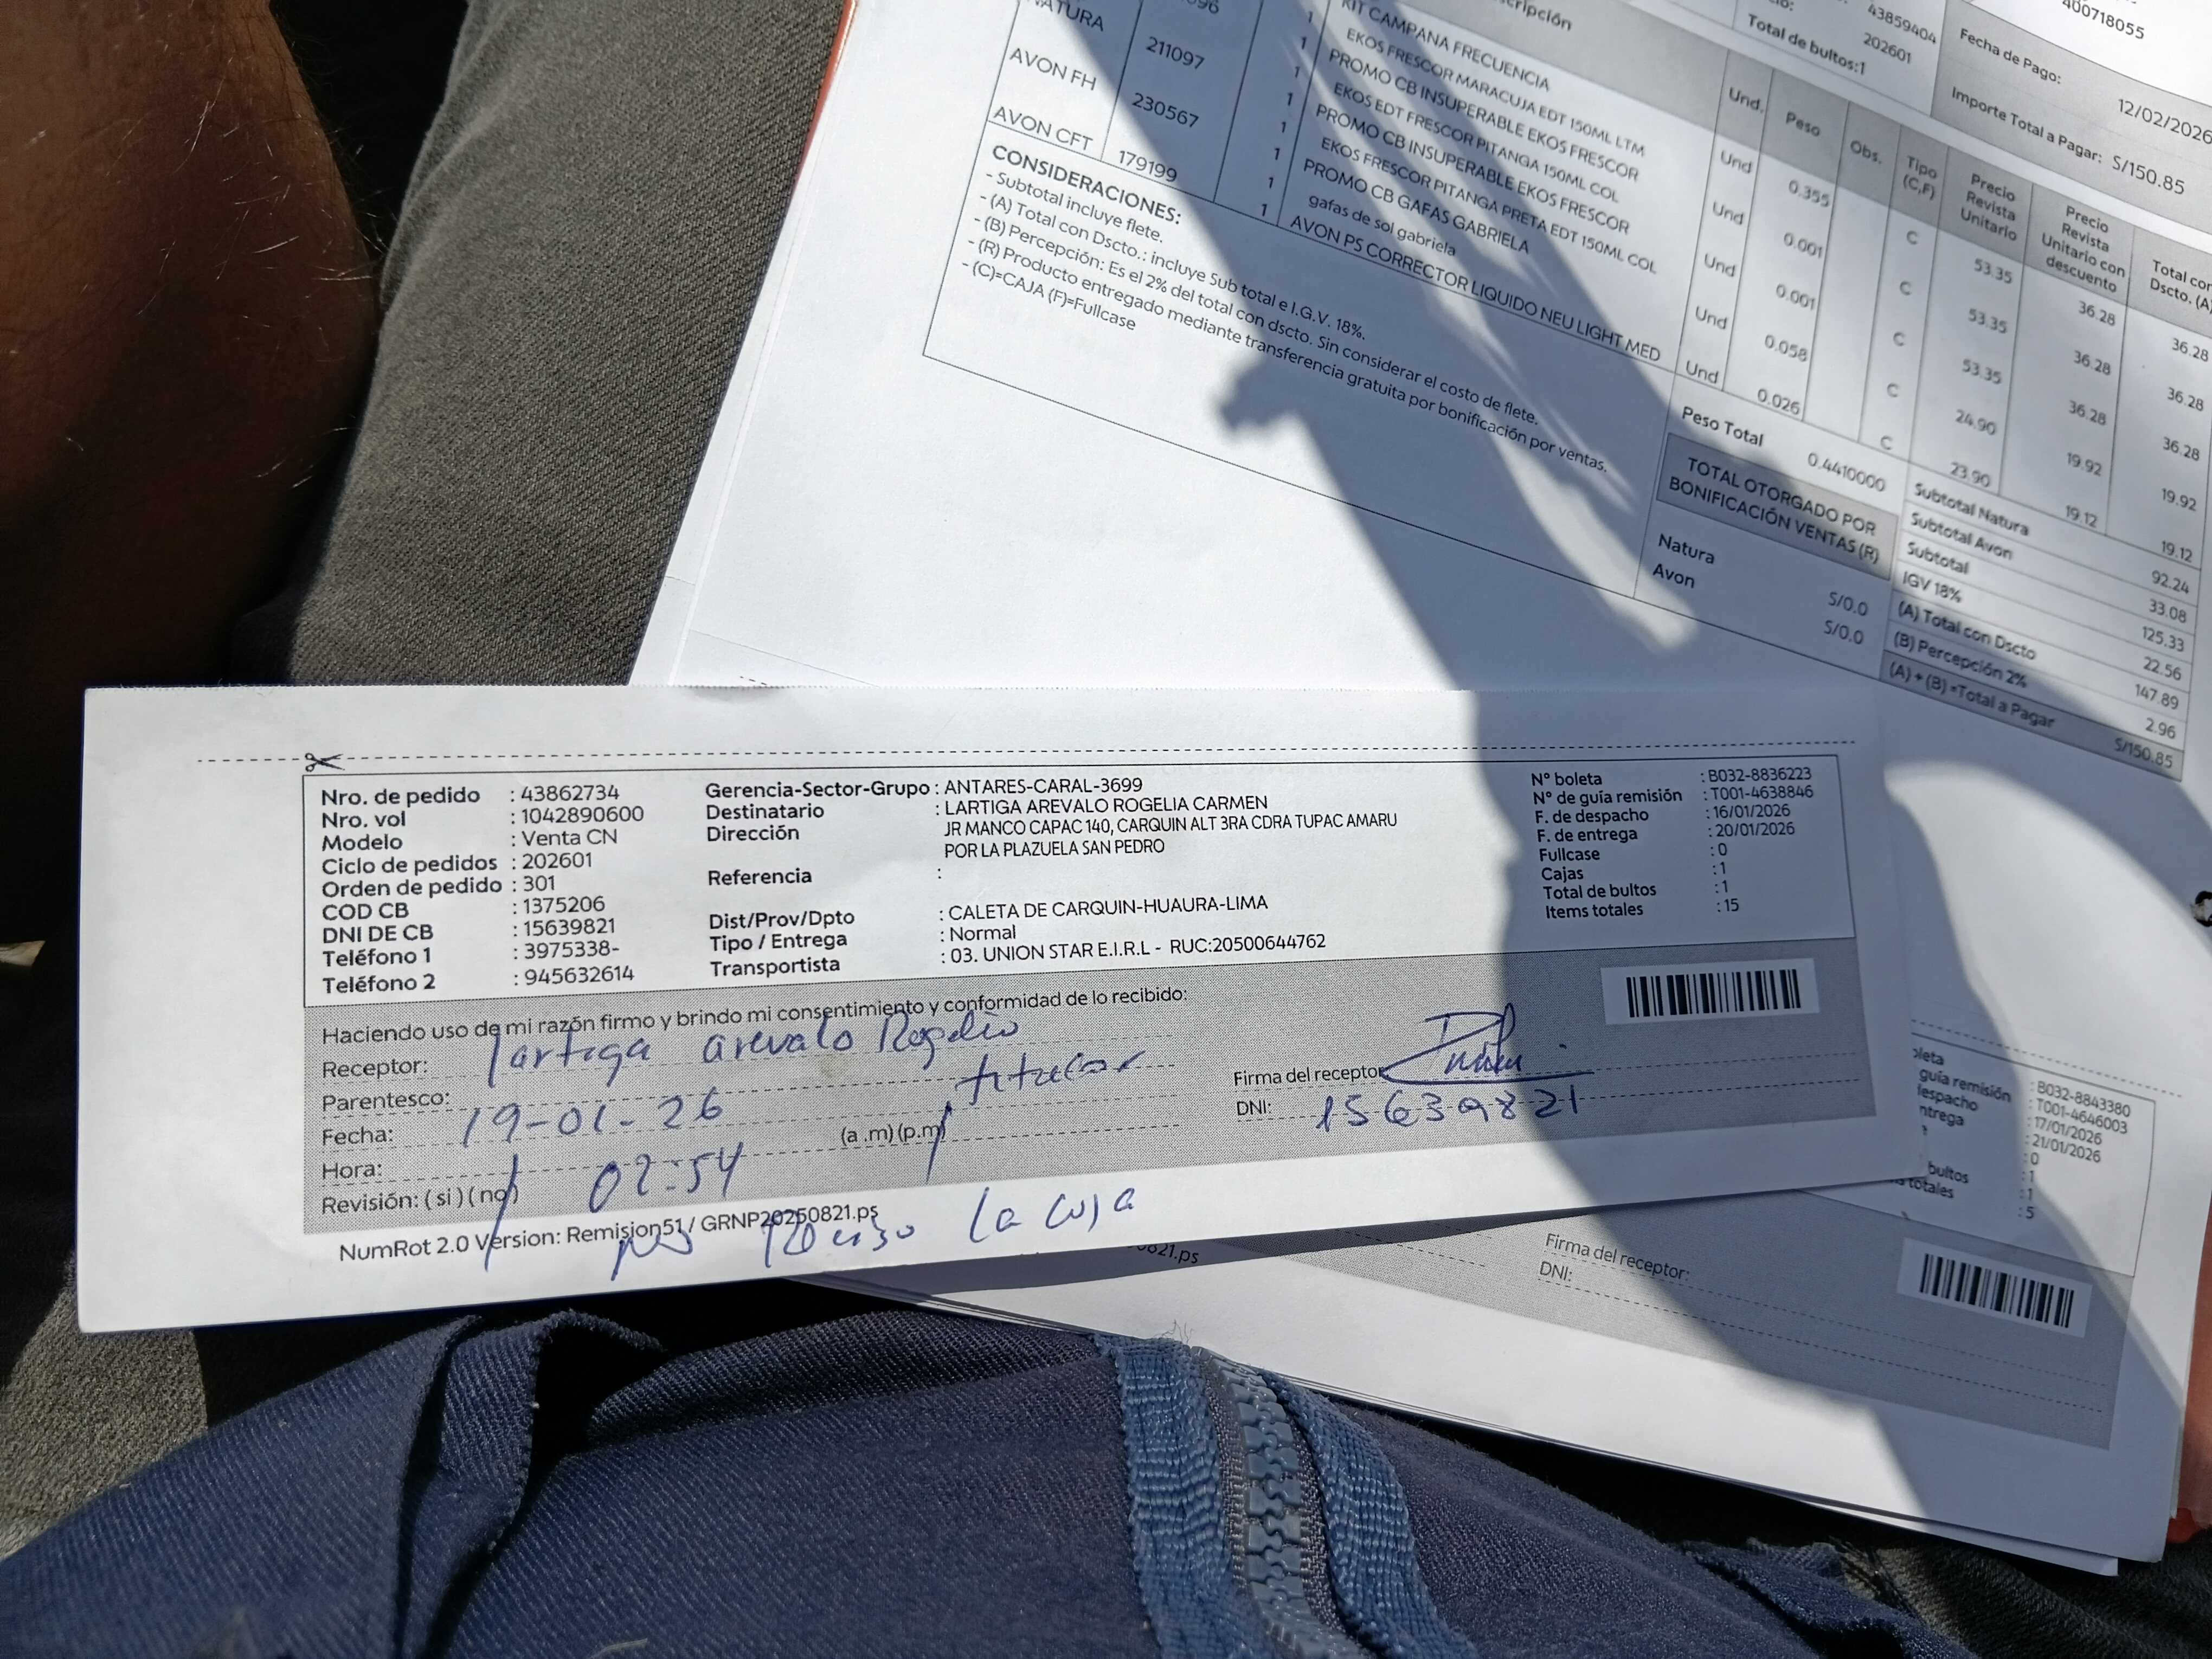 400718055
43859404
202601
Total de bultos:1
Fecha de Pago:
12/02/2026
Importe Total a Pagar: S/150.85
Und. Peso Obs. Tipo (C,F) Precio Revista Unitario Precio Revista Unitario con descuento
KIT CAMPAÑA FRECUENCIA
EKOS FRESCOR MARACUJA EDT 150ML LTM
PROMO CB INSUPERABLE EKOS FRESCOR
EKOS EDT FRESCOR PITANGA 150ML COL
PROMO CB INSUPERABLE EKOS FRESCOR
EKOS FRESCOR PITANGA PRETA EDT 150ML COL
PROMO CB GAFAS GABRIELA
gafas de sol gabriela
AVON PS CORRECTOR LIQUIDO NEU LIGHT MED
211097
AVON FH 230567
AVON CFT 179199
Und 0.355 C 53.35 36.28 36.28
Und 0.001 C 53.35 36.28 36.28
Und 0.001 C 53.35 36.28 36.28
Und 0.058 C 24.90 19.92 19.92
Und 0.026 C 23.90 19.12 19.12
CONSIDERACIONES:
- Subtotal incluye flete.
- (A) Total con Dscto.: incluye Sub total e I.G.V. 18%.
- (B) Percepción: Es el 2% del total con dscto. Sin considerar el costo de flete.
- (R) Producto entregado mediante transferencia gratuita por bonificación por ventas.
- (C)=CAJA (F)=Fullcase
Peso Total 0.4410000
TOTAL OTORGADO POR
BONIFICACIÓN VENTAS (R)
Natura S/0.0
Avon S/0.0
Subtotal Natura 92.24
Subtotal Avon 33.08
Subtotal 125.33
IGV 18% 22.56
(A) Total con Dscto 147.89
(B) Percepción 2% 2.96
(A) + (B) =Total a Pagar S/150.85
Nro. de pedido : 43862734
Nro. vol : 1042890600
Modelo : Venta CN
Ciclo de pedidos : 202601
Orden de pedido : 301
COD CB : 1375206
DNI DE CB : 15639821
Teléfono 1 : 3975338-
Teléfono 2 : 945632614
Gerencia-Sector-Grupo : ANTARES-CARAL-3699
Destinatario : LARTIGA AREVALO ROGELIA CARMEN
Dirección JR MANCO CAPAC 140, CARQUIN ALT 3RA CDRA TUPAC AMARU
POR LA PLAZUELA SAN PEDRO
Referencia :
Dist/Prov/Dpto : CALETA DE CARQUIN-HUAURA-LIMA
Tipo / Entrega : Normal
Transportista : 03. UNION STAR E.I.R.L - RUC:20500644762
N° boleta : B032-8836223
N° de guía remisión : T001-4638846
F. de despacho : 16/01/2026
F. de entrega : 20/01/2026
Fullcase : 0
Cajas : 1
Total de bultos : 1
Items totales : 15
Haciendo uso de mi razón firmo y brindo mi consentimiento y conformidad de lo recibido:
Receptor: lartiga arevalo Rogelia
Parentesco: titular
Fecha: 19-01-26
Hora: 02:54 (a .m) (p.m)
Revisión: ( si ) ( no )
Firma del receptor
DNI: 15639821
NumRot 2.0 Version: Remision51 / GRNP20250821.ps
la caja
: B032-8843380
guía remisión : T001-4646003
: 17/01/2026
: 21/01/2026
: 0
: 1
bultos : 1
totales : 5
Firma del receptor:
DNI: